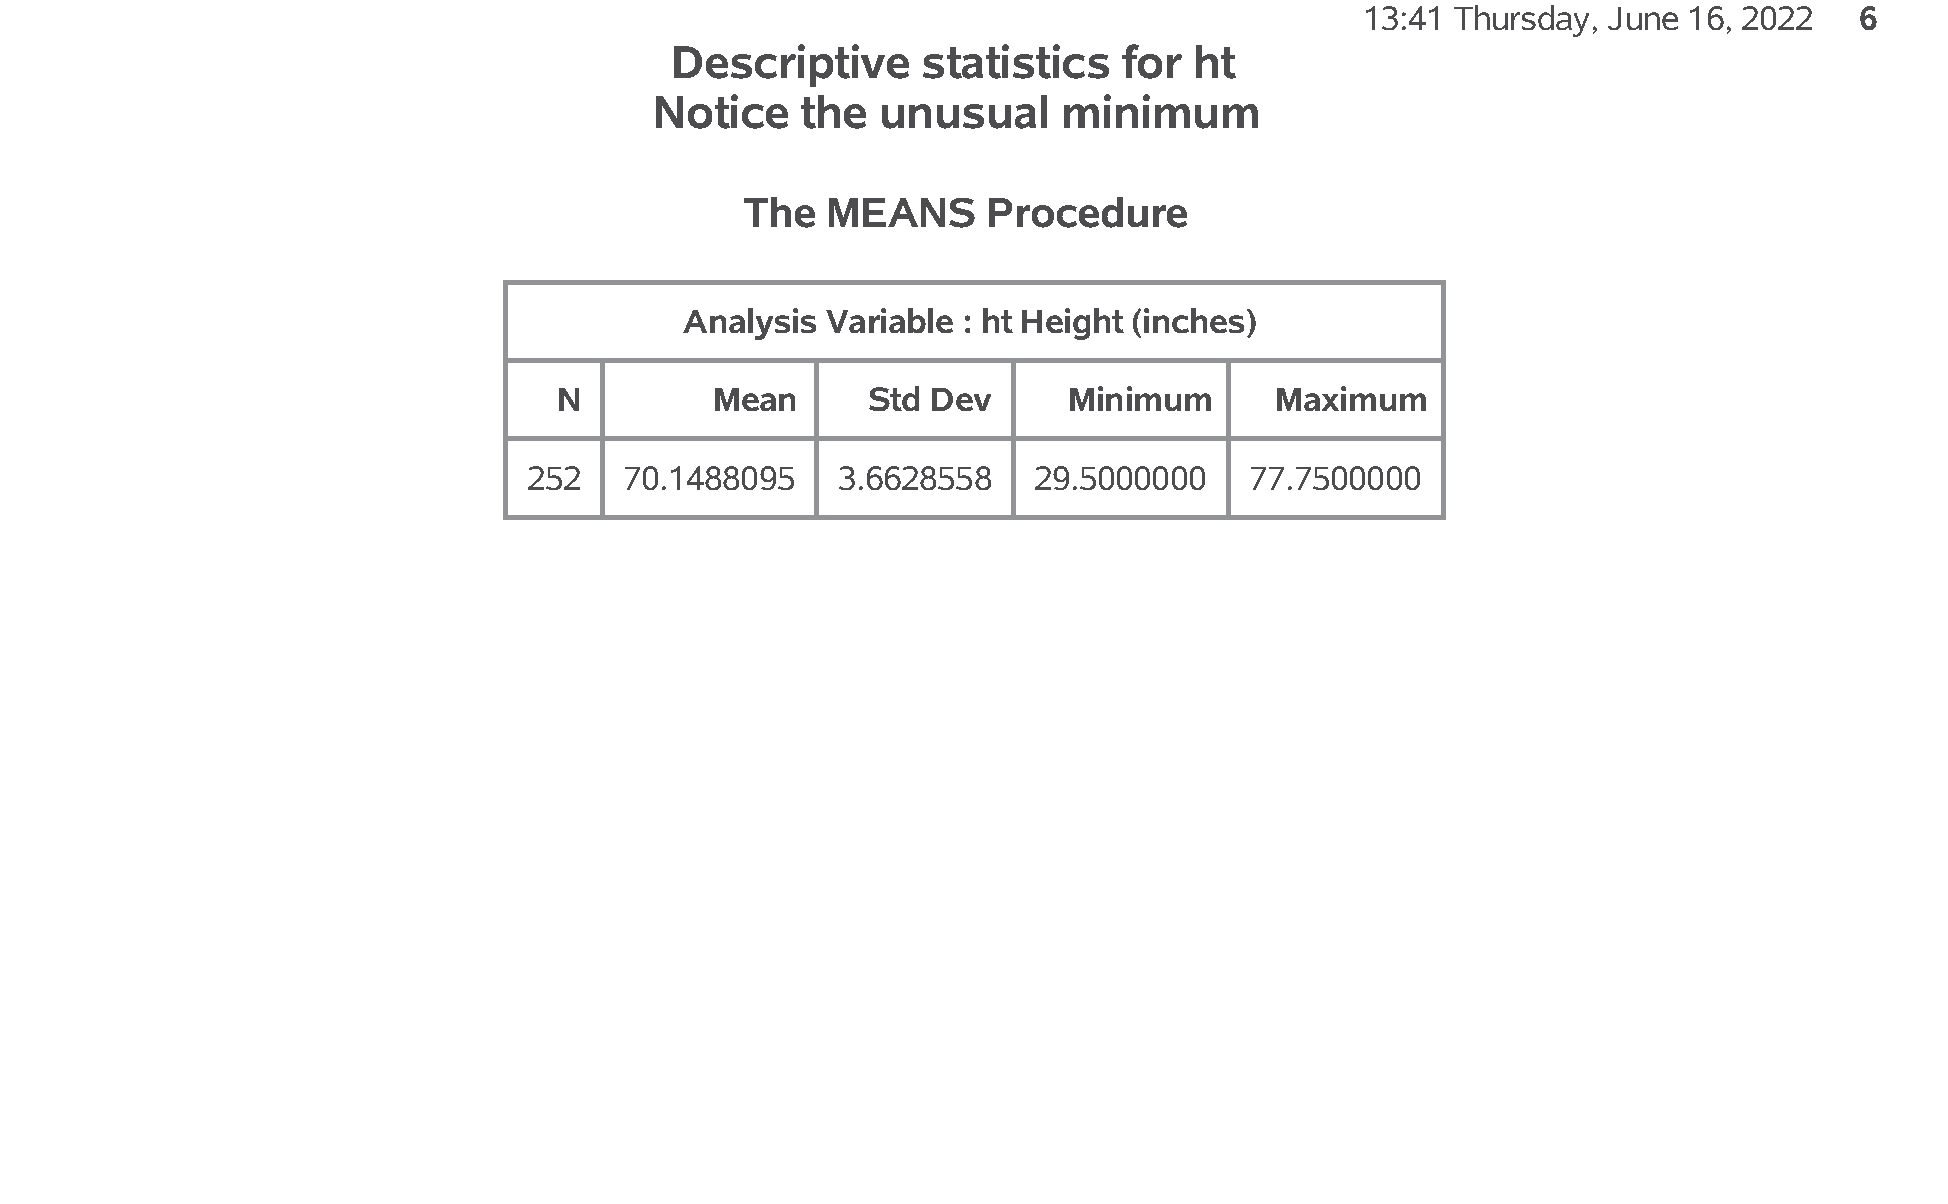 13:41 Thursday, June 16, 2022 6
Descriptive statistics for ht
Notice the unusual minimum
The MEANS Procedure
Analysis Variable : ht Height (inches)
N Mean Std Dev Minimum Maximum
252 70.1488095 3.6628558 29.5000000 77.7500000